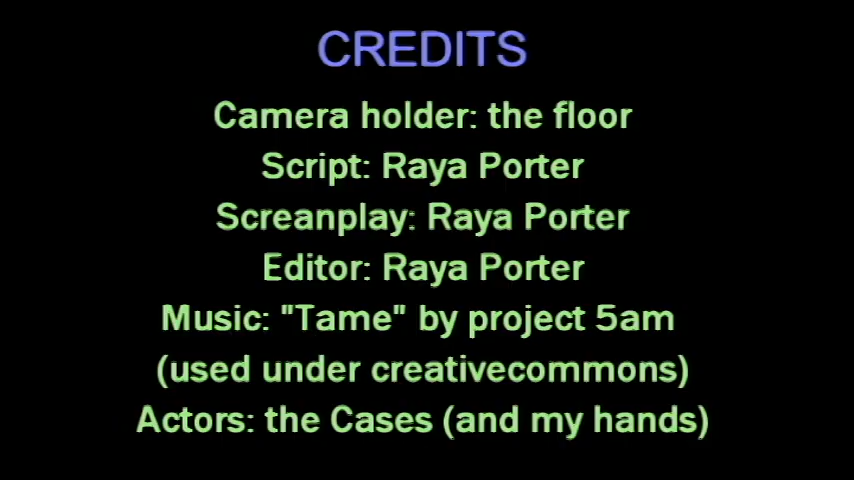 CREDITS
Camera holder: the floor
Script: Raya Porter
Screanplay: Raya Porter
Editor: Raya Porter
Music: "Tame" by project 5am
(used under creativecommons)
Actors: the Cases (and my hands)